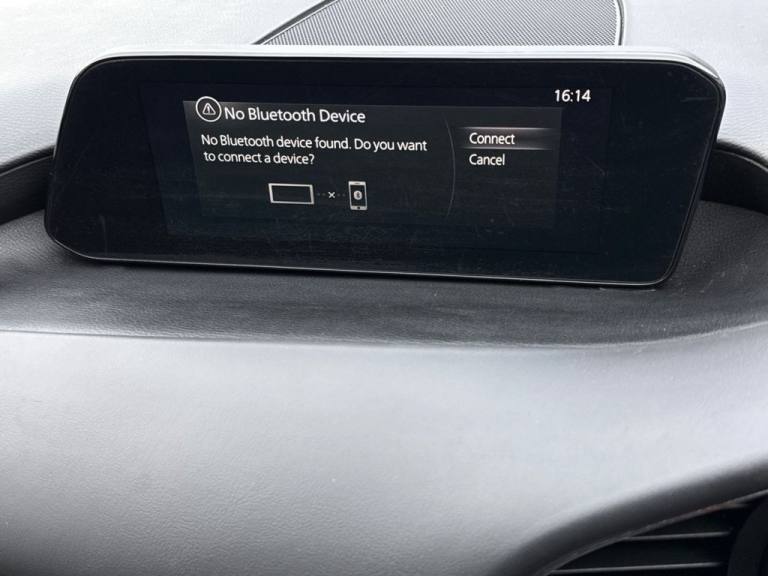 16:14
No Bluetooth Device
No Bluetooth device found. Do you want
to connect a device?
Connect
Cancel